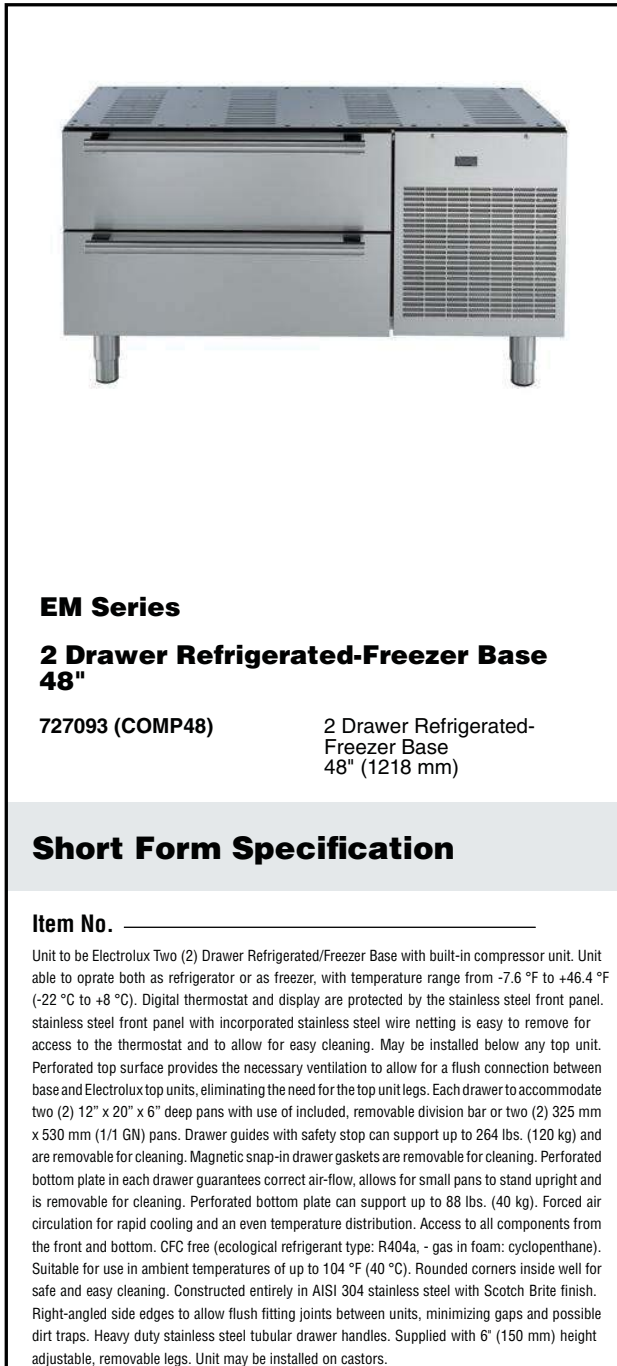 EM Series
2 Drawer Refrigerated-Freezer Base
48"
727093 (COMP48)
2 Drawer Refrigerated-
Freezer Base
48" (1218 mm)
Short Form Specification
Item No.
Unit to be Electrolux Two (2) Drawer Refrigerated/Freezer Base with built-in compressor unit. Unit
able to oprate both as refrigerator or as freezer, with temperature range from -7.6 °F to +46.4 °F
(-22 °C to +8 °C). Digital thermostat and display are protected by the stainless steel front panel.
stainless steel front panel with incorporated stainless steel wire netting is easy to remove for
access to the thermostat and to allow for easy cleaning. May be installed below any top unit.
Perforated top surface provides the necessary ventilation to allow for a flush connection between
base and Electrolux top units, eliminating the need for the top unit legs. Each drawer to accommodate
two (2) 12” x 20” x 6” deep pans with use of included, removable division bar or two (2) 325 mm
x 530 mm (1/1 GN) pans. Drawer guides with safety stop can support up to 264 lbs. (120 kg) and
are removable for cleaning. Magnetic snap-in drawer gaskets are removable for cleaning. Perforated
bottom plate in each drawer guarantees correct air-flow, allows for small pans to stand upright and
is removable for cleaning. Perforated bottom plate can support up to 88 lbs. (40 kg). Forced air
circulation for rapid cooling and an even temperature distribution. Access to all components from
the front and bottom. CFC free (ecological refrigerant type: R404a, - gas in foam: cyclopenthane).
Suitable for use in ambient temperatures of up to 104 °F (40 °C). Rounded corners inside well for
safe and easy cleaning. Constructed entirely in AISI 304 stainless steel with Scotch Brite finish.
Right-angled side edges to allow flush fitting joints between units, minimizing gaps and possible
dirt traps. Heavy duty stainless steel tubular drawer handles. Supplied with 6" (150 mm) height
adjustable, removable legs. Unit may be installed on castors.